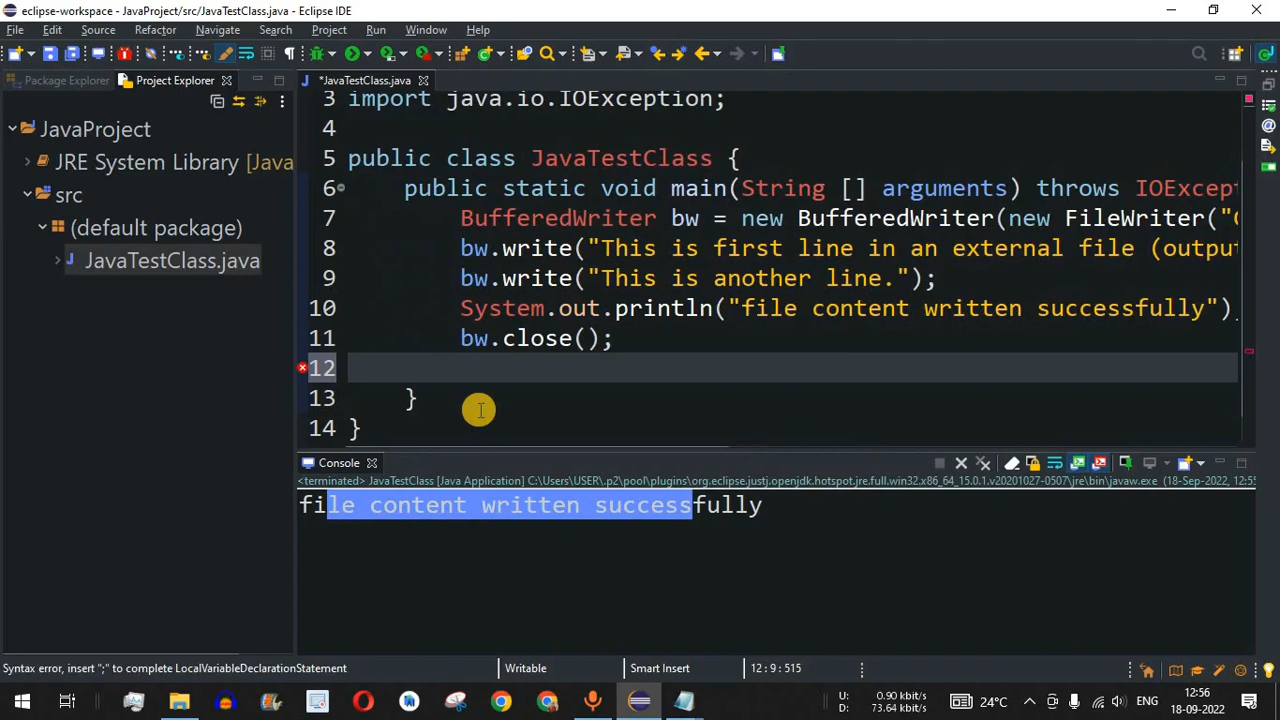 eclipse-workspace - JavaProject/src/JavaTestClass.java - Eclipse IDE
File Edit Source Refactor Navigate Search Project Run Window Help
Package Explorer Project Explorer *JavaTestClass.java
JavaProject
JRE System Library [Java
src
(default package)
JavaTestClass.java
3 import java.io.IOException;
4
5 public class JavaTestClass {
6 public static void main(String [] arguments) throws IOExcept
7 BufferedWriter bw = new BufferedWriter(new FileWriter("
8 bw.write("This is first line in an external file (output
9 bw.write("This is another line.");
10 System.out.println("file content written successfully")
11 bw.close();
12
13 }
14 }
Console
<terminated> JavaTestClass [Java Application] C:\Users\USER\.p2\pool\plugins\org.eclipse.justj.openjdk.hotspot.jre.full.win32.x86_64_15.0.1.v20201027-0507\jre\bin\javaw.exe (18-Sep-2022, 12:55
file content written successfully
Syntax error, insert ";" to complete LocalVariableDeclarationStatement Writable Smart Insert 12 : 9 : 515
U: 0.90 kbit/s
D: 73.64 kbit/s
24°C ENG
12:56
18-09-2022